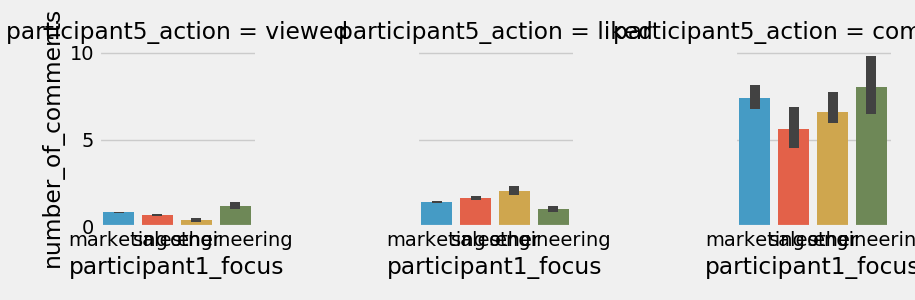 participant5_action = viewed
participant5_action = liked
participant5_action = com
number_of_comments
10
5
0
marketing sales other engineering
marketing sales other engineering
marketing sales other engineerin
participant1_focus
participant1_focus
participant1_focus